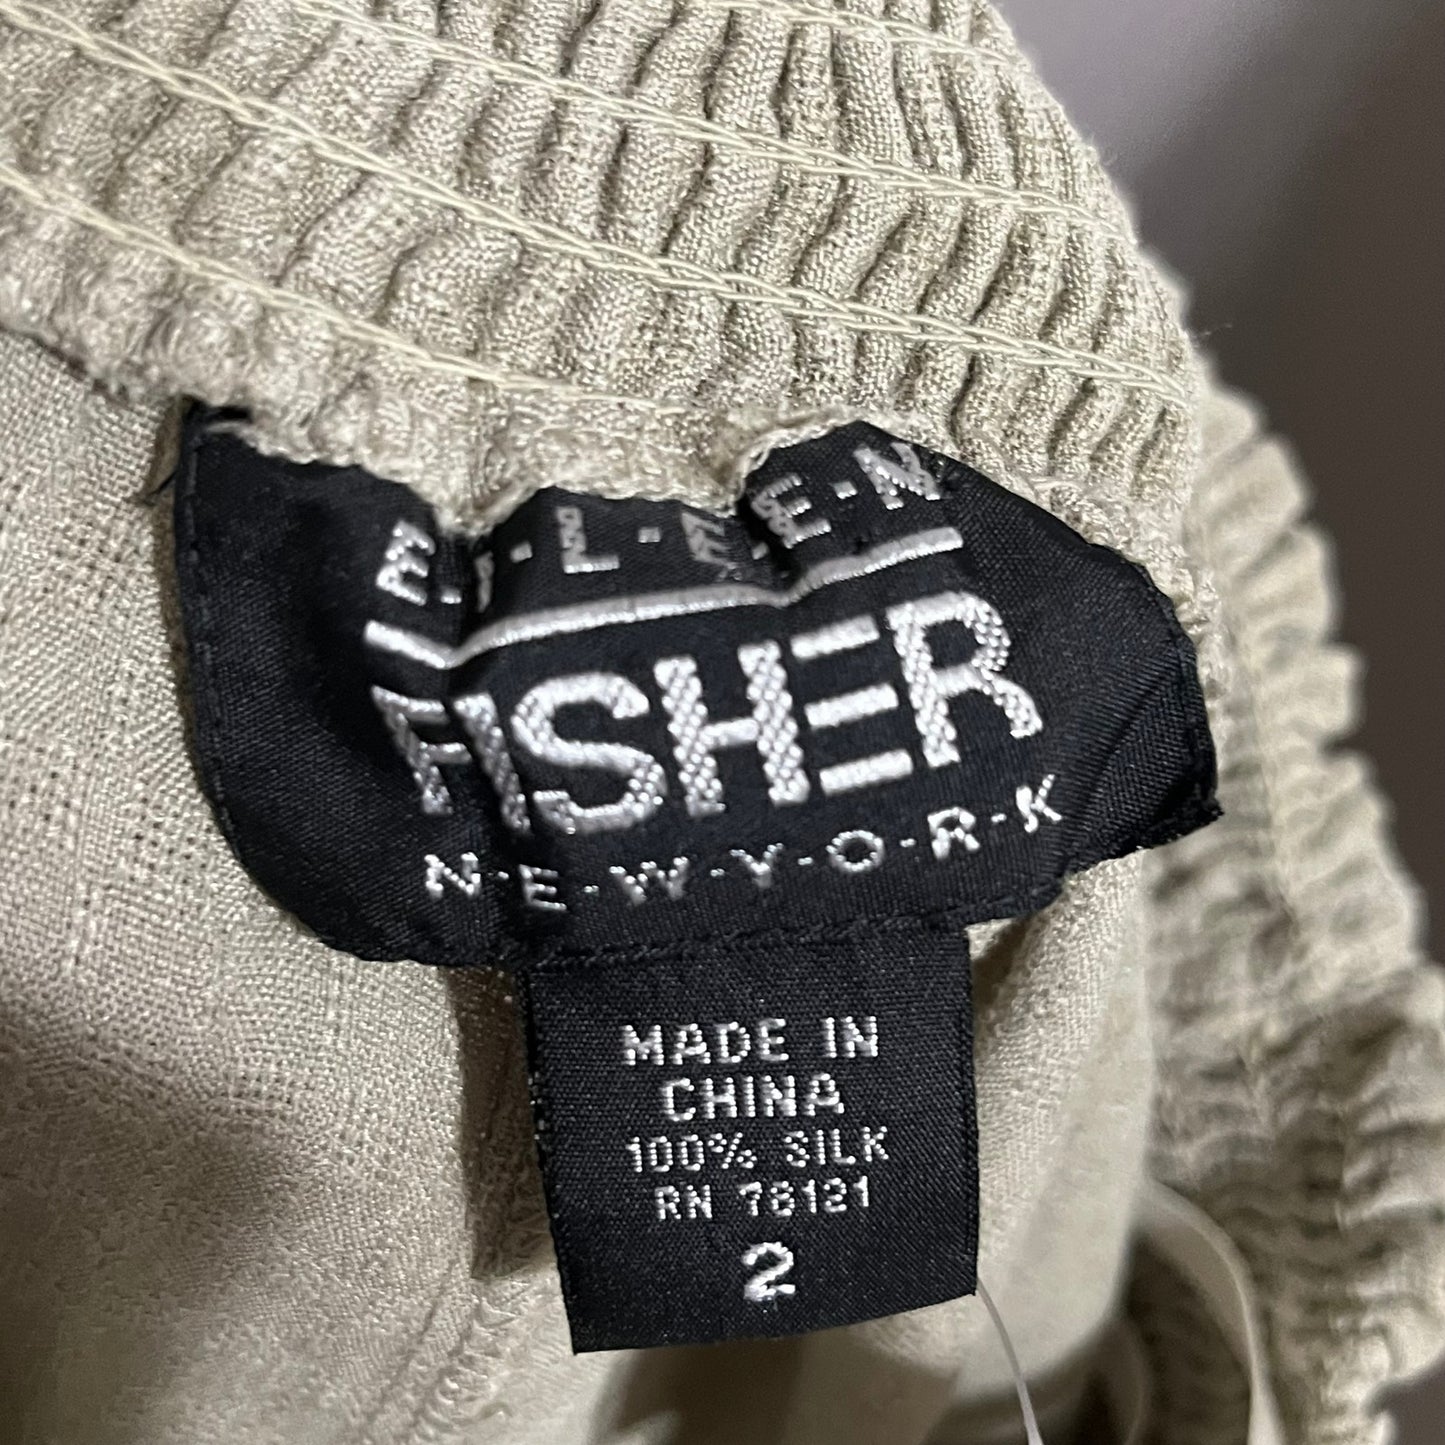 E·I·L·E·E·N
FISHER
N·E·W·Y·O·R·K
MADE IN
CHINA
100% SILK
RN 78121
2